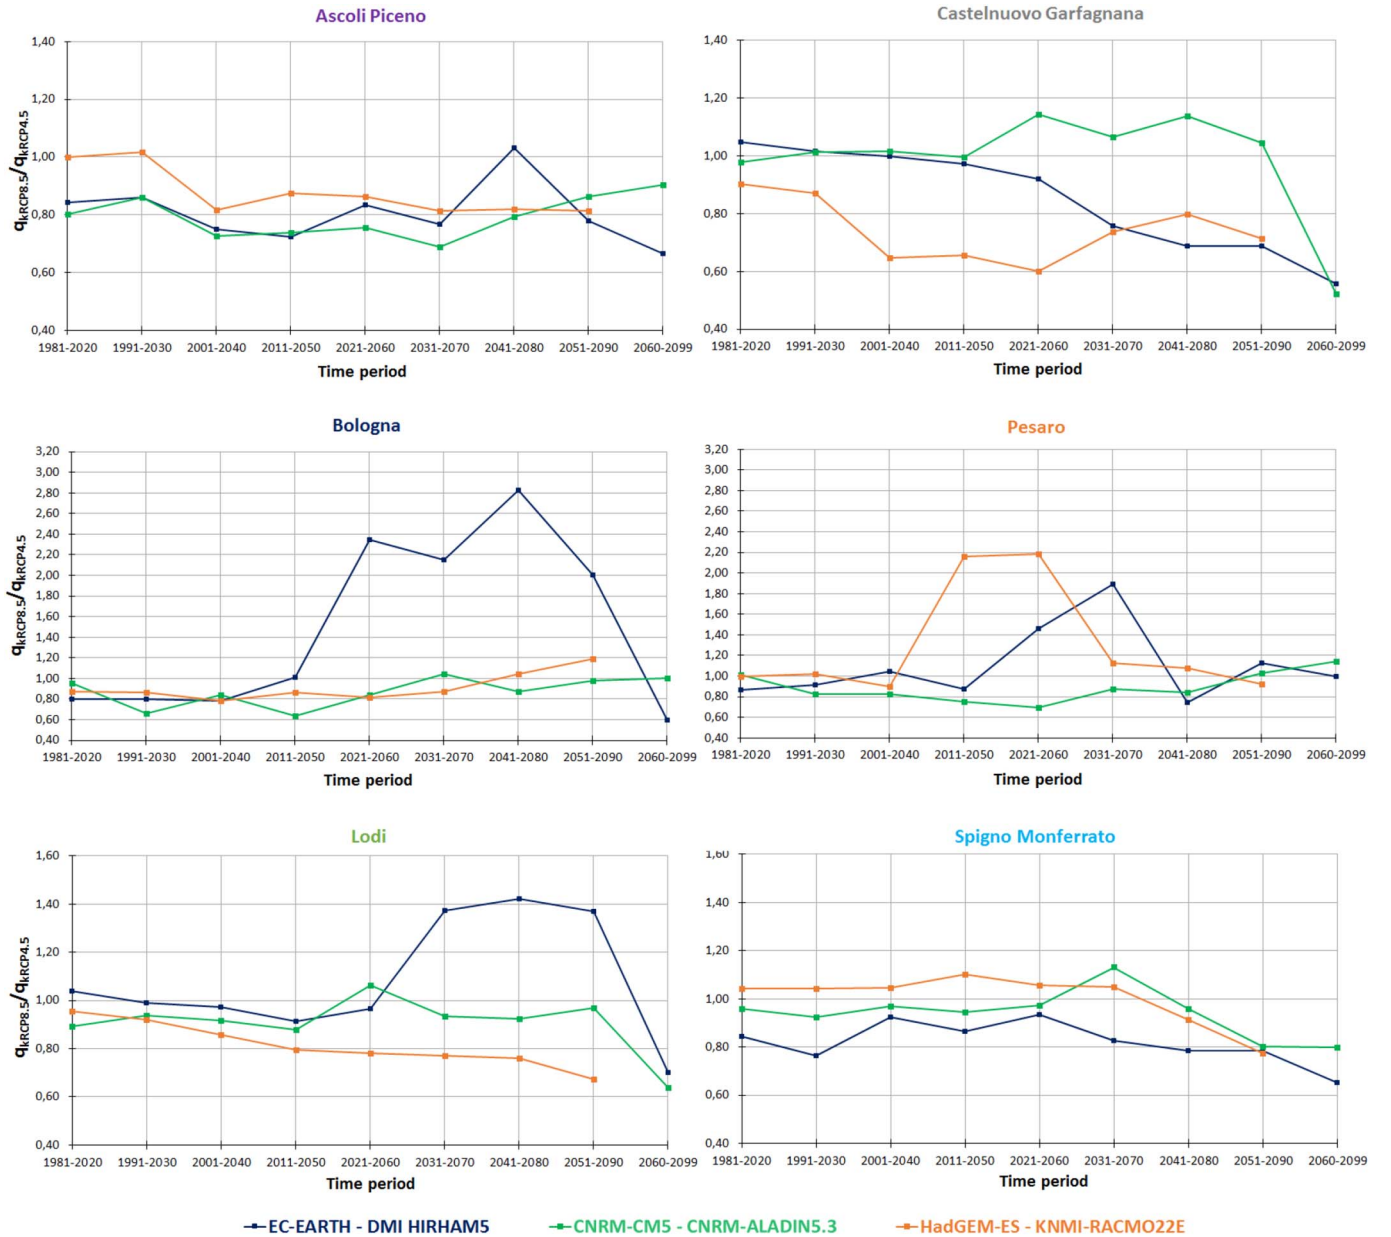 Ascoli Piceno
1,40
1,20
1,00
0,80
0,60
0,40
qkRCP8.5/qkRCP4.5
1981-2020 1991-2030 2001-2040 2011-2050 2021-2060 2031-2070 2041-2080 2051-2090 2060-2099
Time period
Castelnuovo Garfagnana
1,40
1,20
1,00
0,80
0,60
0,40
1981-2020 1991-2030 2001-2040 2011-2050 2021-2060 2031-2070 2041-2080 2051-2090 2060-2099
Time period
Bologna
3,20
3,00
2,80
2,60
2,40
2,20
2,00
1,80
1,60
1,40
1,20
1,00
0,80
0,60
0,40
qkRCP8.5/qkRCP4.5
1981-2020 1991-2030 2001-2040 2011-2050 2021-2060 2031-2070 2041-2080 2051-2090 2060-2099
Time period
Pesaro
3,20
3,00
2,80
2,60
2,40
2,20
2,00
1,80
1,60
1,40
1,20
1,00
0,80
0,60
0,40
1981-2020 1991-2030 2001-2040 2011-2050 2021-2060 2031-2070 2041-2080 2051-2090 2060-2099
Time period
Lodi
1,60
1,40
1,20
1,00
0,80
0,60
0,40
qkRCP8.5/qkRCP4.5
1981-2020 1991-2030 2001-2040 2011-2050 2021-2060 2031-2070 2041-2080 2051-2090 2060-2099
Time period
Spigno Monferrato
1,60
1,40
1,20
1,00
0,80
0,60
0,40
1981-2020 1991-2030 2001-2040 2011-2050 2021-2060 2031-2070 2041-2080 2051-2090 2060-2099
Time period
EC-EARTH - DMI HIRHAM5 CNRM-CM5 - CNRM-ALADIN5.3 HadGEM-ES - KNMI-RACMO22E